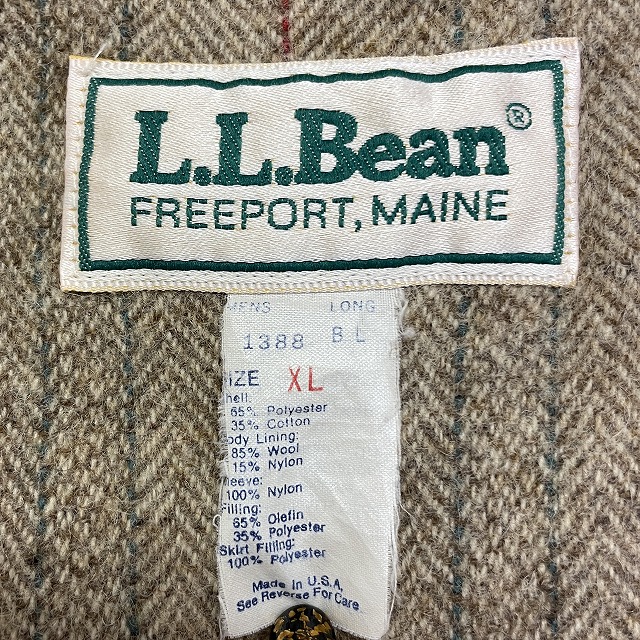 L.L.Bean®
FREEPORT, MAINE
MENS LONG
1388 BL
SIZE XL
Shell:
65% Polyester
35% Cotton
Body Lining:
85% Wool
15% Nylon
Sleeve:
100% Nylon
Filling:
65% Olefin
35% Polyester
Skirt Filling:
100% Polyester
Made In U.S.A.
See Reverse For Care